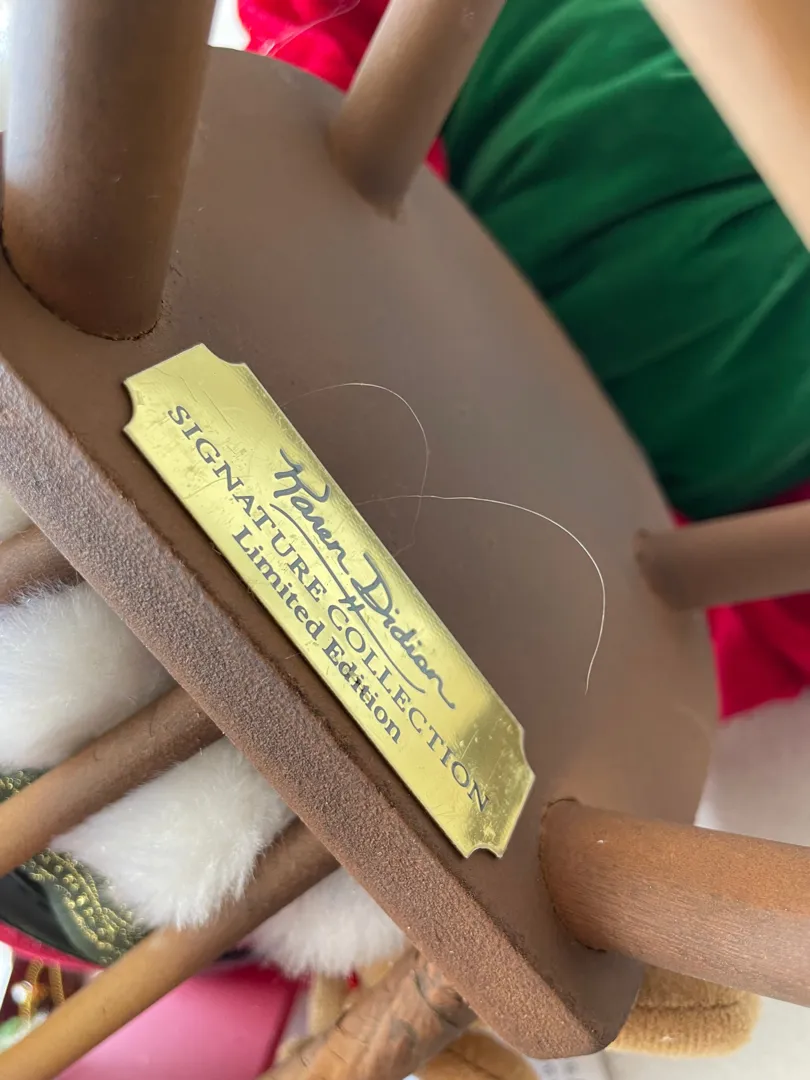 Karen Didion
SIGNATURE COLLECTION
Limited Edition